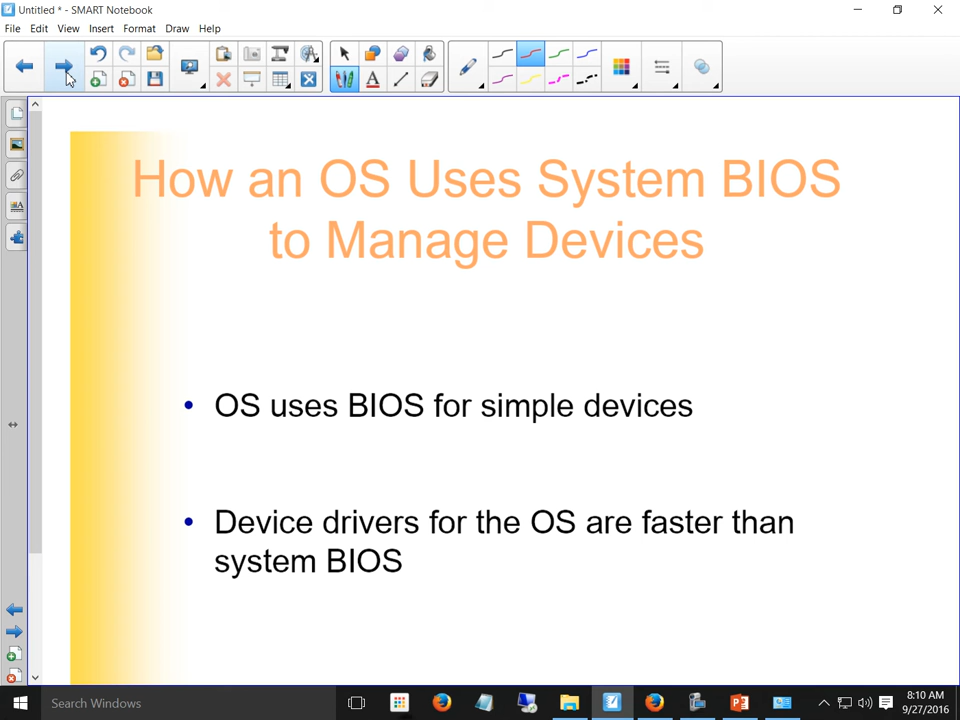 Untitled * - SMART Notebook
File Edit View Insert Format Draw Help
How an OS Uses System BIOS
to Manage Devices
• OS uses BIOS for simple devices
• Device drivers for the OS are faster than
system BIOS
Search Windows
8:10 AM
9/27/2016